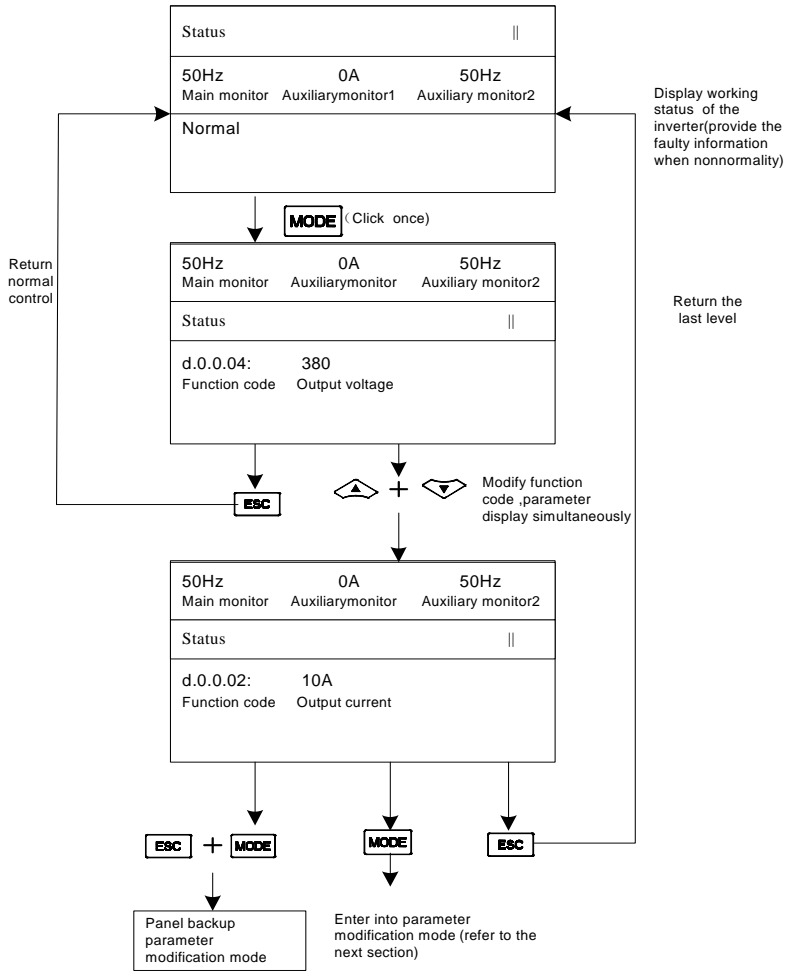 Status ||
50Hz 0A 50Hz
Main monitor Auxiliarymonitor1 Auxiliary monitor2
Normal
Display working
status of the
inverter(provide the
faulty information
when nonnormality)
MODE (Click once)
Return
normal
control
50Hz 0A 50Hz
Main monitor Auxiliarymonitor Auxiliary monitor2
Status ||
d.0.0.04: 380
Function code Output voltage
Return the
last level
ESC
+
Modify function
code ,parameter
display simultaneously
50Hz 0A 50Hz
Main monitor Auxiliarymonitor Auxiliary monitor2
Status ||
d.0.0.02: 10A
Function code Output current
ESC + MODE
MODE
ESC
Panel backup
parameter
modification mode
Enter into parameter
modification mode (refer to the
next section)